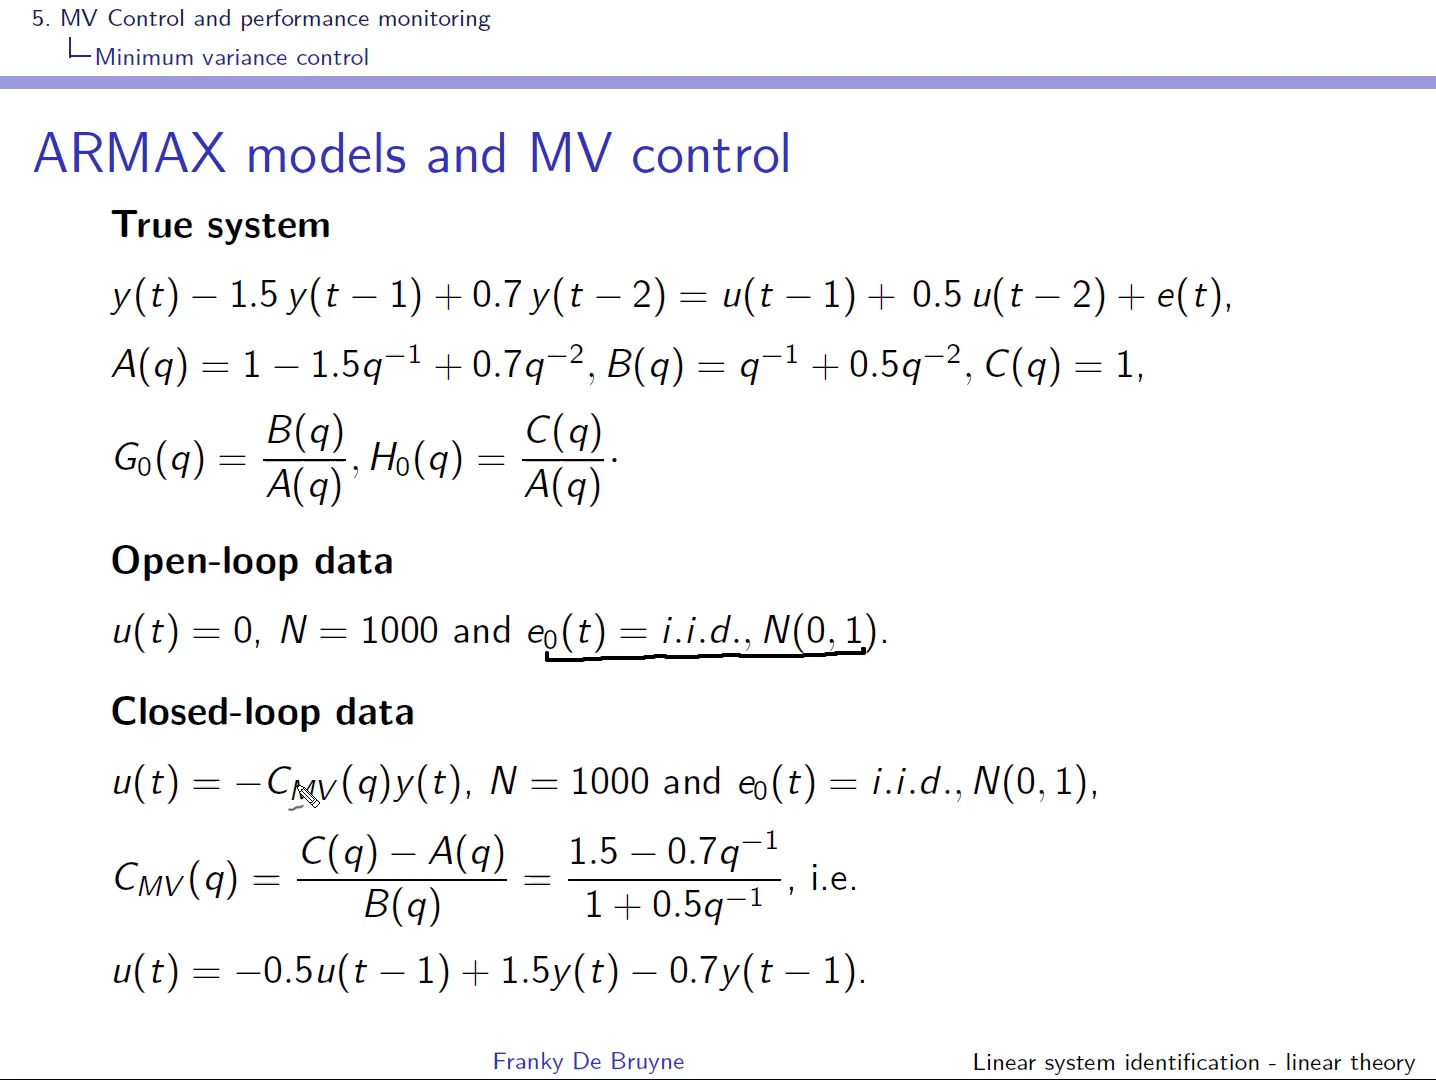 5. MV Control and performance monitoring
Minimum variance control
ARMAX models and MV control
True system
y(t) − 1.5 y(t − 1) + 0.7 y(t − 2) = u(t − 1) + 0.5 u(t − 2) + e(t),
A(q) = 1 − 1.5q⁻¹ + 0.7q⁻², B(q) = q⁻¹ + 0.5q⁻², C(q) = 1,
G₀(q) = B(q)/A(q), H₀(q) = C(q)/A(q).
Open-loop data
u(t) = 0, N = 1000 and e₀(t) = i.i.d., N(0, 1).
Closed-loop data
u(t) = −C_MV(q)y(t), N = 1000 and e₀(t) = i.i.d., N(0, 1),
C_MV(q) = (C(q) − A(q))/B(q) = (1.5 − 0.7q⁻¹)/(1 + 0.5q⁻¹), i.e.
u(t) = −0.5u(t − 1) + 1.5y(t) − 0.7y(t − 1).
Franky De Bruyne
Linear system identification - linear theory